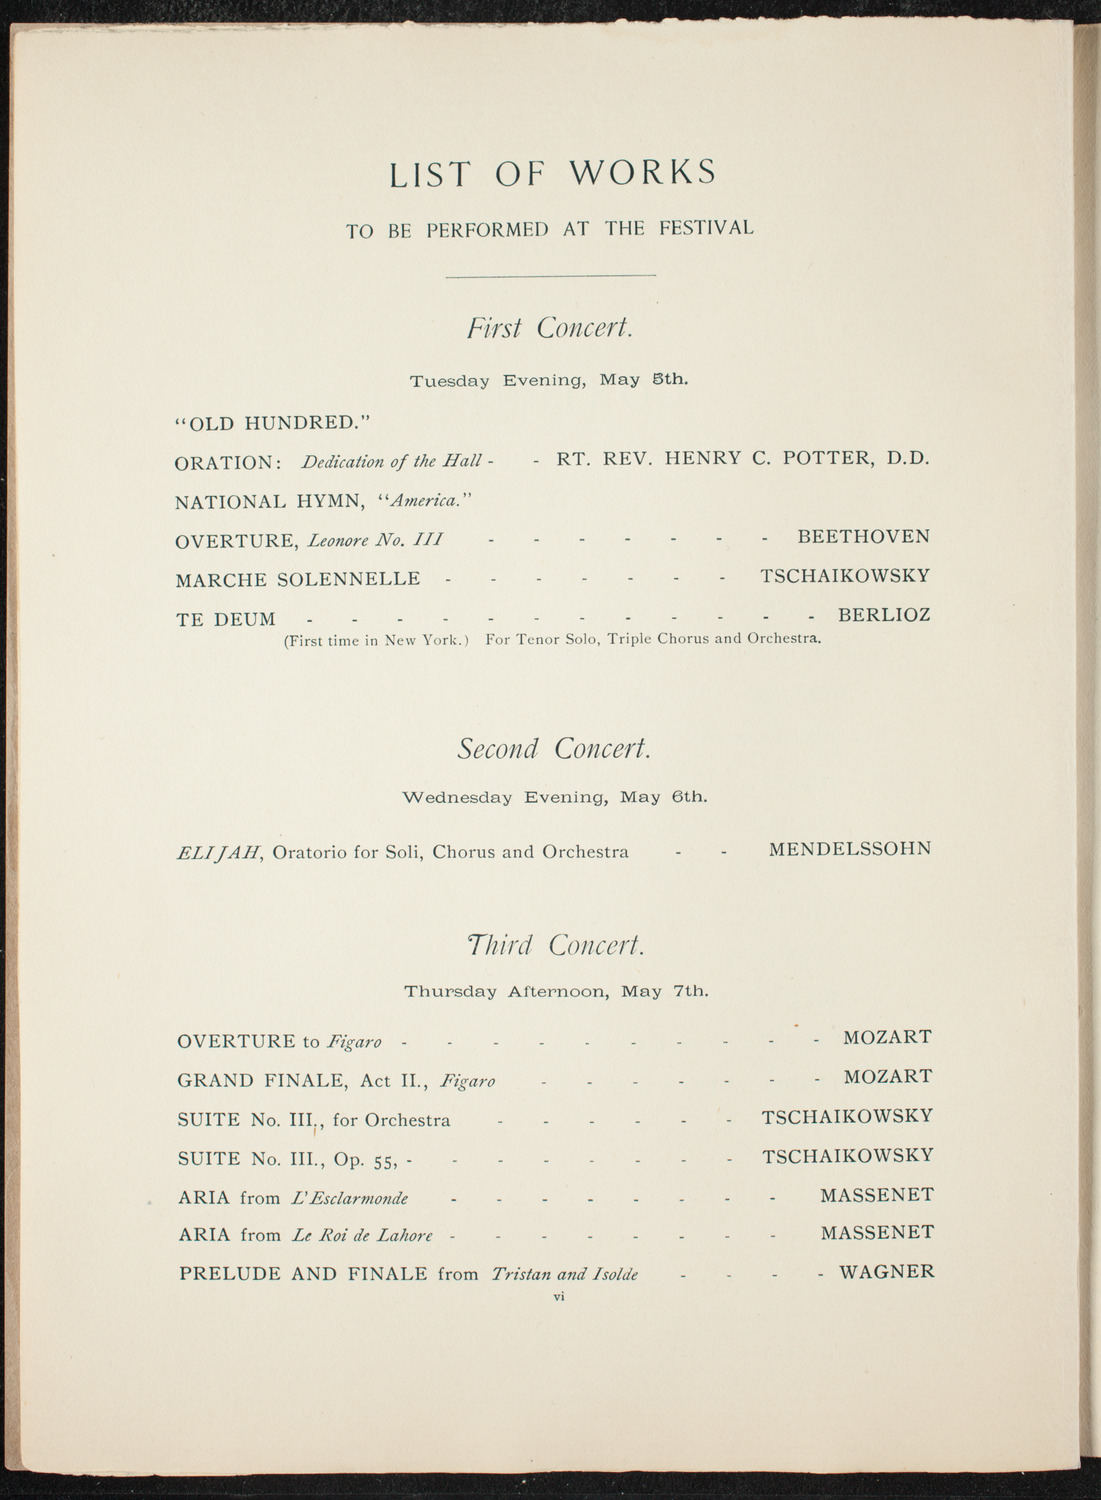 LIST OF WORKS
TO BE PERFORMED AT THE FESTIVAL
First Concert.
Tuesday Evening, May 5th.
“OLD HUNDRED.”
ORATION: Dedication of the Hall - - RT. REV. HENRY C. POTTER, D.D.
NATIONAL HYMN, “America.”
OVERTURE, Leonore No. III - - - - - - - BEETHOVEN
MARCHE SOLENNELLE - - - - - - - TSCHAIKOWSKY
TE DEUM - - - - - - - - - - - - BERLIOZ
(First time in New York.) For Tenor Solo, Triple Chorus and Orchestra.
Second Concert.
Wednesday Evening, May 6th.
ELIJAH, Oratorio for Soli, Chorus and Orchestra - - MENDELSSOHN
Third Concert.
Thursday Afternoon, May 7th.
OVERTURE to Figaro - - - - - - - - - - MOZART
GRAND FINALE, Act II., Figaro - - - - - - - MOZART
SUITE No. III., for Orchestra - - - - - - TSCHAIKOWSKY
SUITE No. III., Op. 55, - - - - - - - - TSCHAIKOWSKY
ARIA from L'Esclarmonde - - - - - - - - MASSENET
ARIA from Le Roi de Lahore - - - - - - - - MASSENET
PRELUDE AND FINALE from Tristan and Isolde - - - - WAGNER
vi